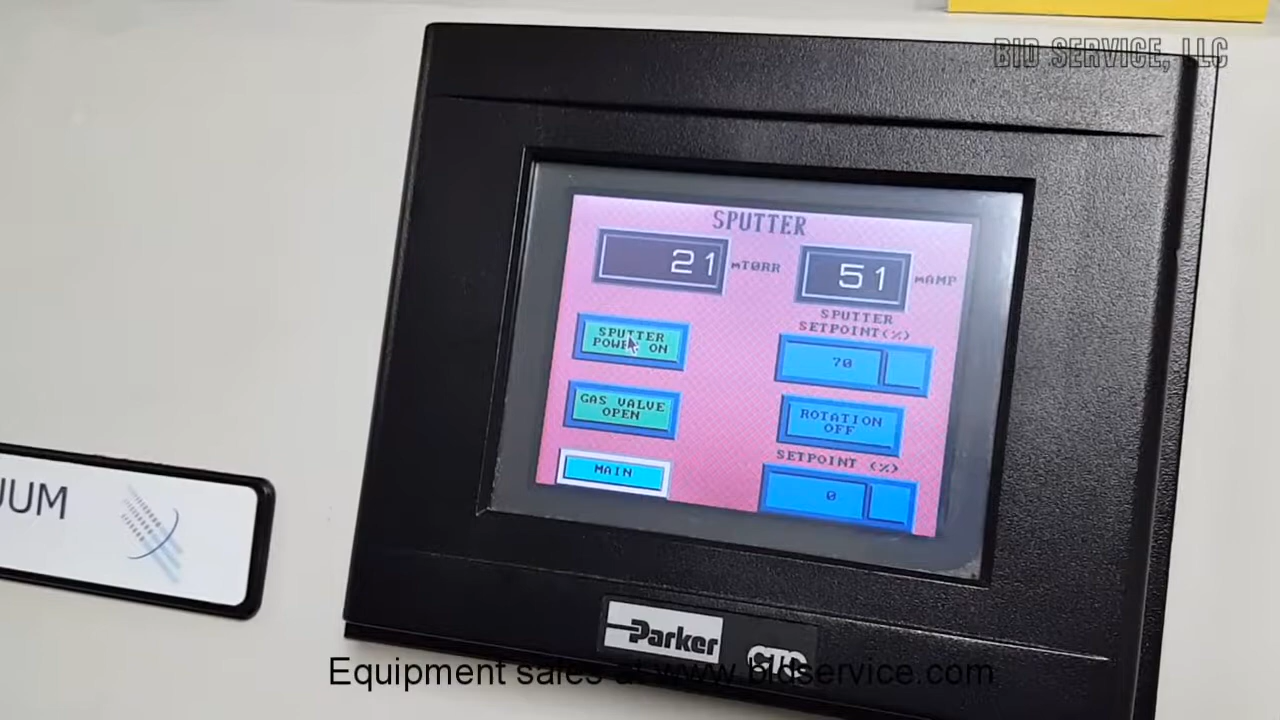 BID SERVICE, LLC
SPUTTER
21 mTORR
51 mAMP
SPUTTER
SETPOINT(%)
SPUTTER
POWER ON
70
GAS VALVE
OPEN
ROTATION
OFF
SETPOINT (%)
MAIN
0
UUM
Parker
CTC
Equipment sales at www.bidservice.com